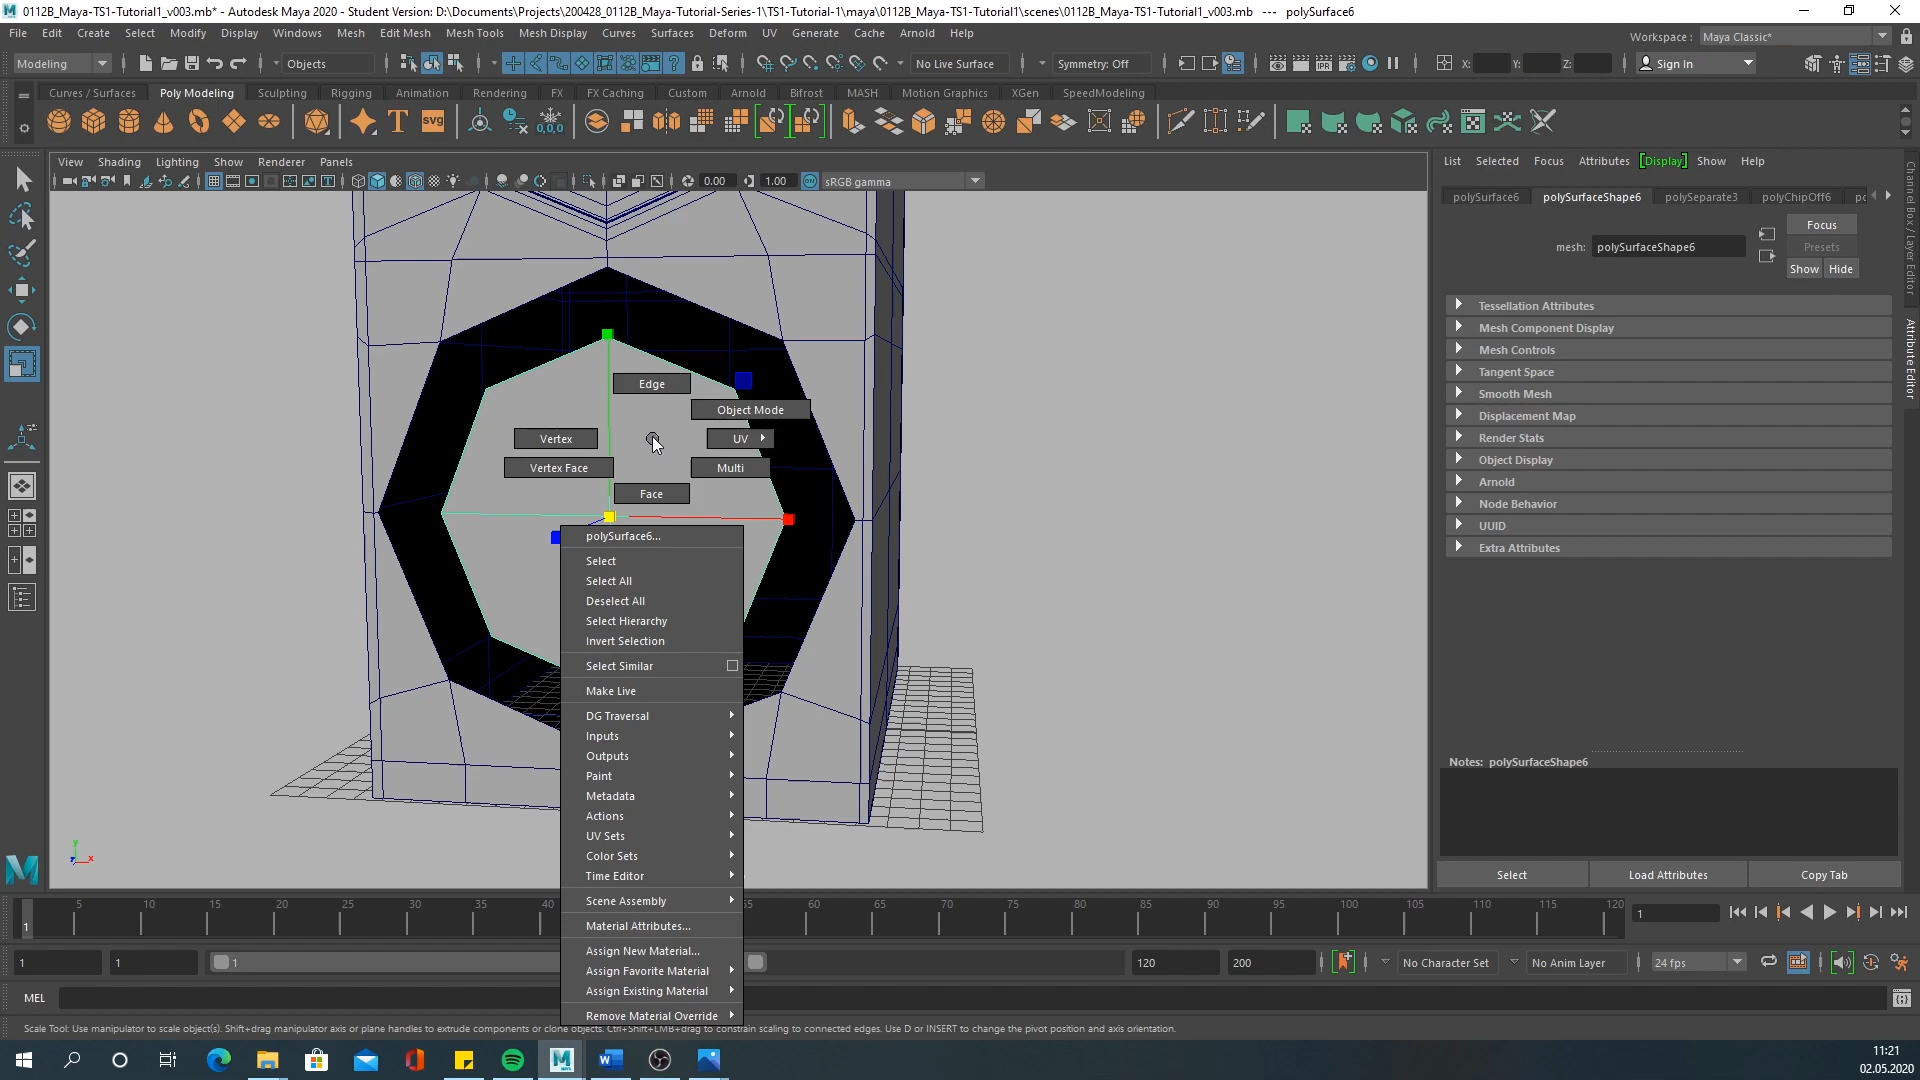 0112B_Maya-TS1-Tutorial1_v003.mb* - Autodesk Maya 2020 - Student Version: D:\Documents\Projects\200428_0112B_Maya-Tutorial-Series-1\TS1-Tutorial-1\maya\0112B_Maya-TS1-Tutorial1\scenes\0112B_Maya-TS1-Tutorial1_v003.mb --- polySurface6
File Edit Create Select Modify Display Windows Mesh Edit Mesh Mesh Tools Mesh Display Curves Surfaces Deform UV Generate Cache Arnold Help
Workspace : Maya Classic*
Modeling Objects No Live Surface Symmetry: Off X: Y: Z: Sign In
Curves / Surfaces Poly Modeling Sculpting Rigging Animation Rendering FX FX Caching Custom Arnold Bifrost MASH Motion Graphics XGen SpeedModeling
T SVG 0,0,0
View Shading Lighting Show Renderer Panels
0.00 1.00 ON sRGB gamma
List Selected Focus Attributes Display Show Help
polySurface6 polySurfaceShape6 polySeparate3 polyChipOff6
Focus
mesh: polySurfaceShape6
Presets
Show Hide
Tessellation Attributes
Mesh Component Display
Mesh Controls
Tangent Space
Smooth Mesh
Displacement Map
Render Stats
Object Display
Arnold
Node Behavior
UUID
Extra Attributes
Channel Box / Layer Editor
Attribute Editor
Edge
Object Mode
Vertex
UV
Vertex Face
Multi
Face
polySurface6...
Select
Select All
Deselect All
Select Hierarchy
Invert Selection
Select Similar
Make Live
DG Traversal
Inputs
Outputs
Paint
Metadata
Actions
UV Sets
Color Sets
Time Editor
Scene Assembly
Material Attributes...
Assign New Material...
Assign Favorite Material
Assign Existing Material
Remove Material Override
Notes: polySurfaceShape6
Select Load Attributes Copy Tab
y
z x
5 10 15 20 25 30 35 40 60 65 70 75 80 85 90 95 100 105 110 115 120
1 1
1 1 1 120 200 No Character Set No Anim Layer 24 fps
MEL
Scale Tool: Use manipulator to scale object(s). Shift+drag manipulator axis or plane handles to extrude components or clone objects. Ctrl+Shift+LMB+drag to constrain scaling to connected edges. Use D or INSERT to change the pivot position and axis orientation.
11:21
02.05.2020